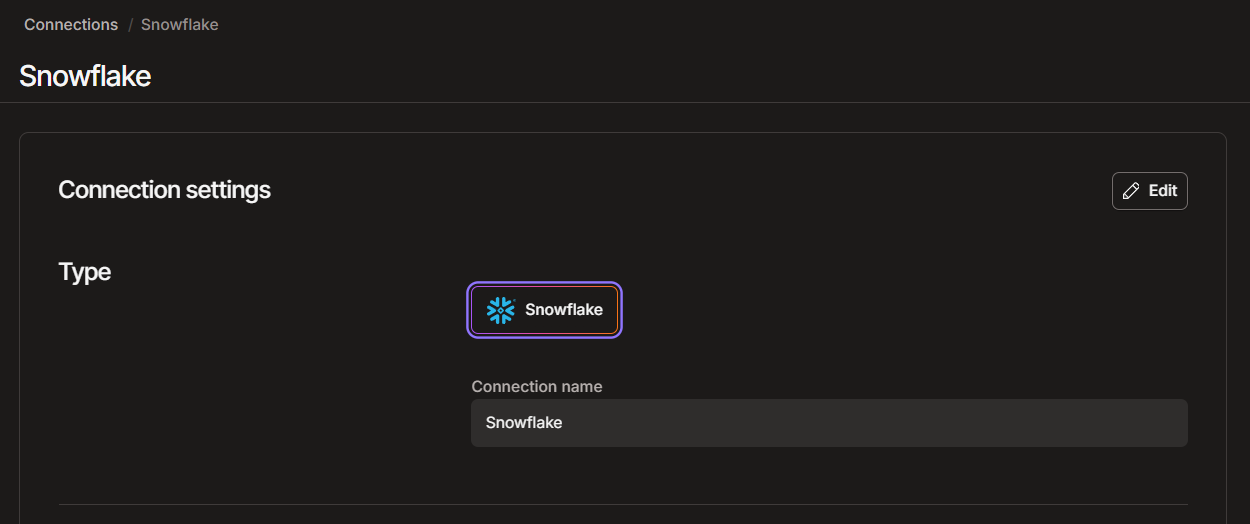 Connections / Snowflake
Snowflake
Connection settings
Edit
Type
Snowflake
Connection name
Snowflake